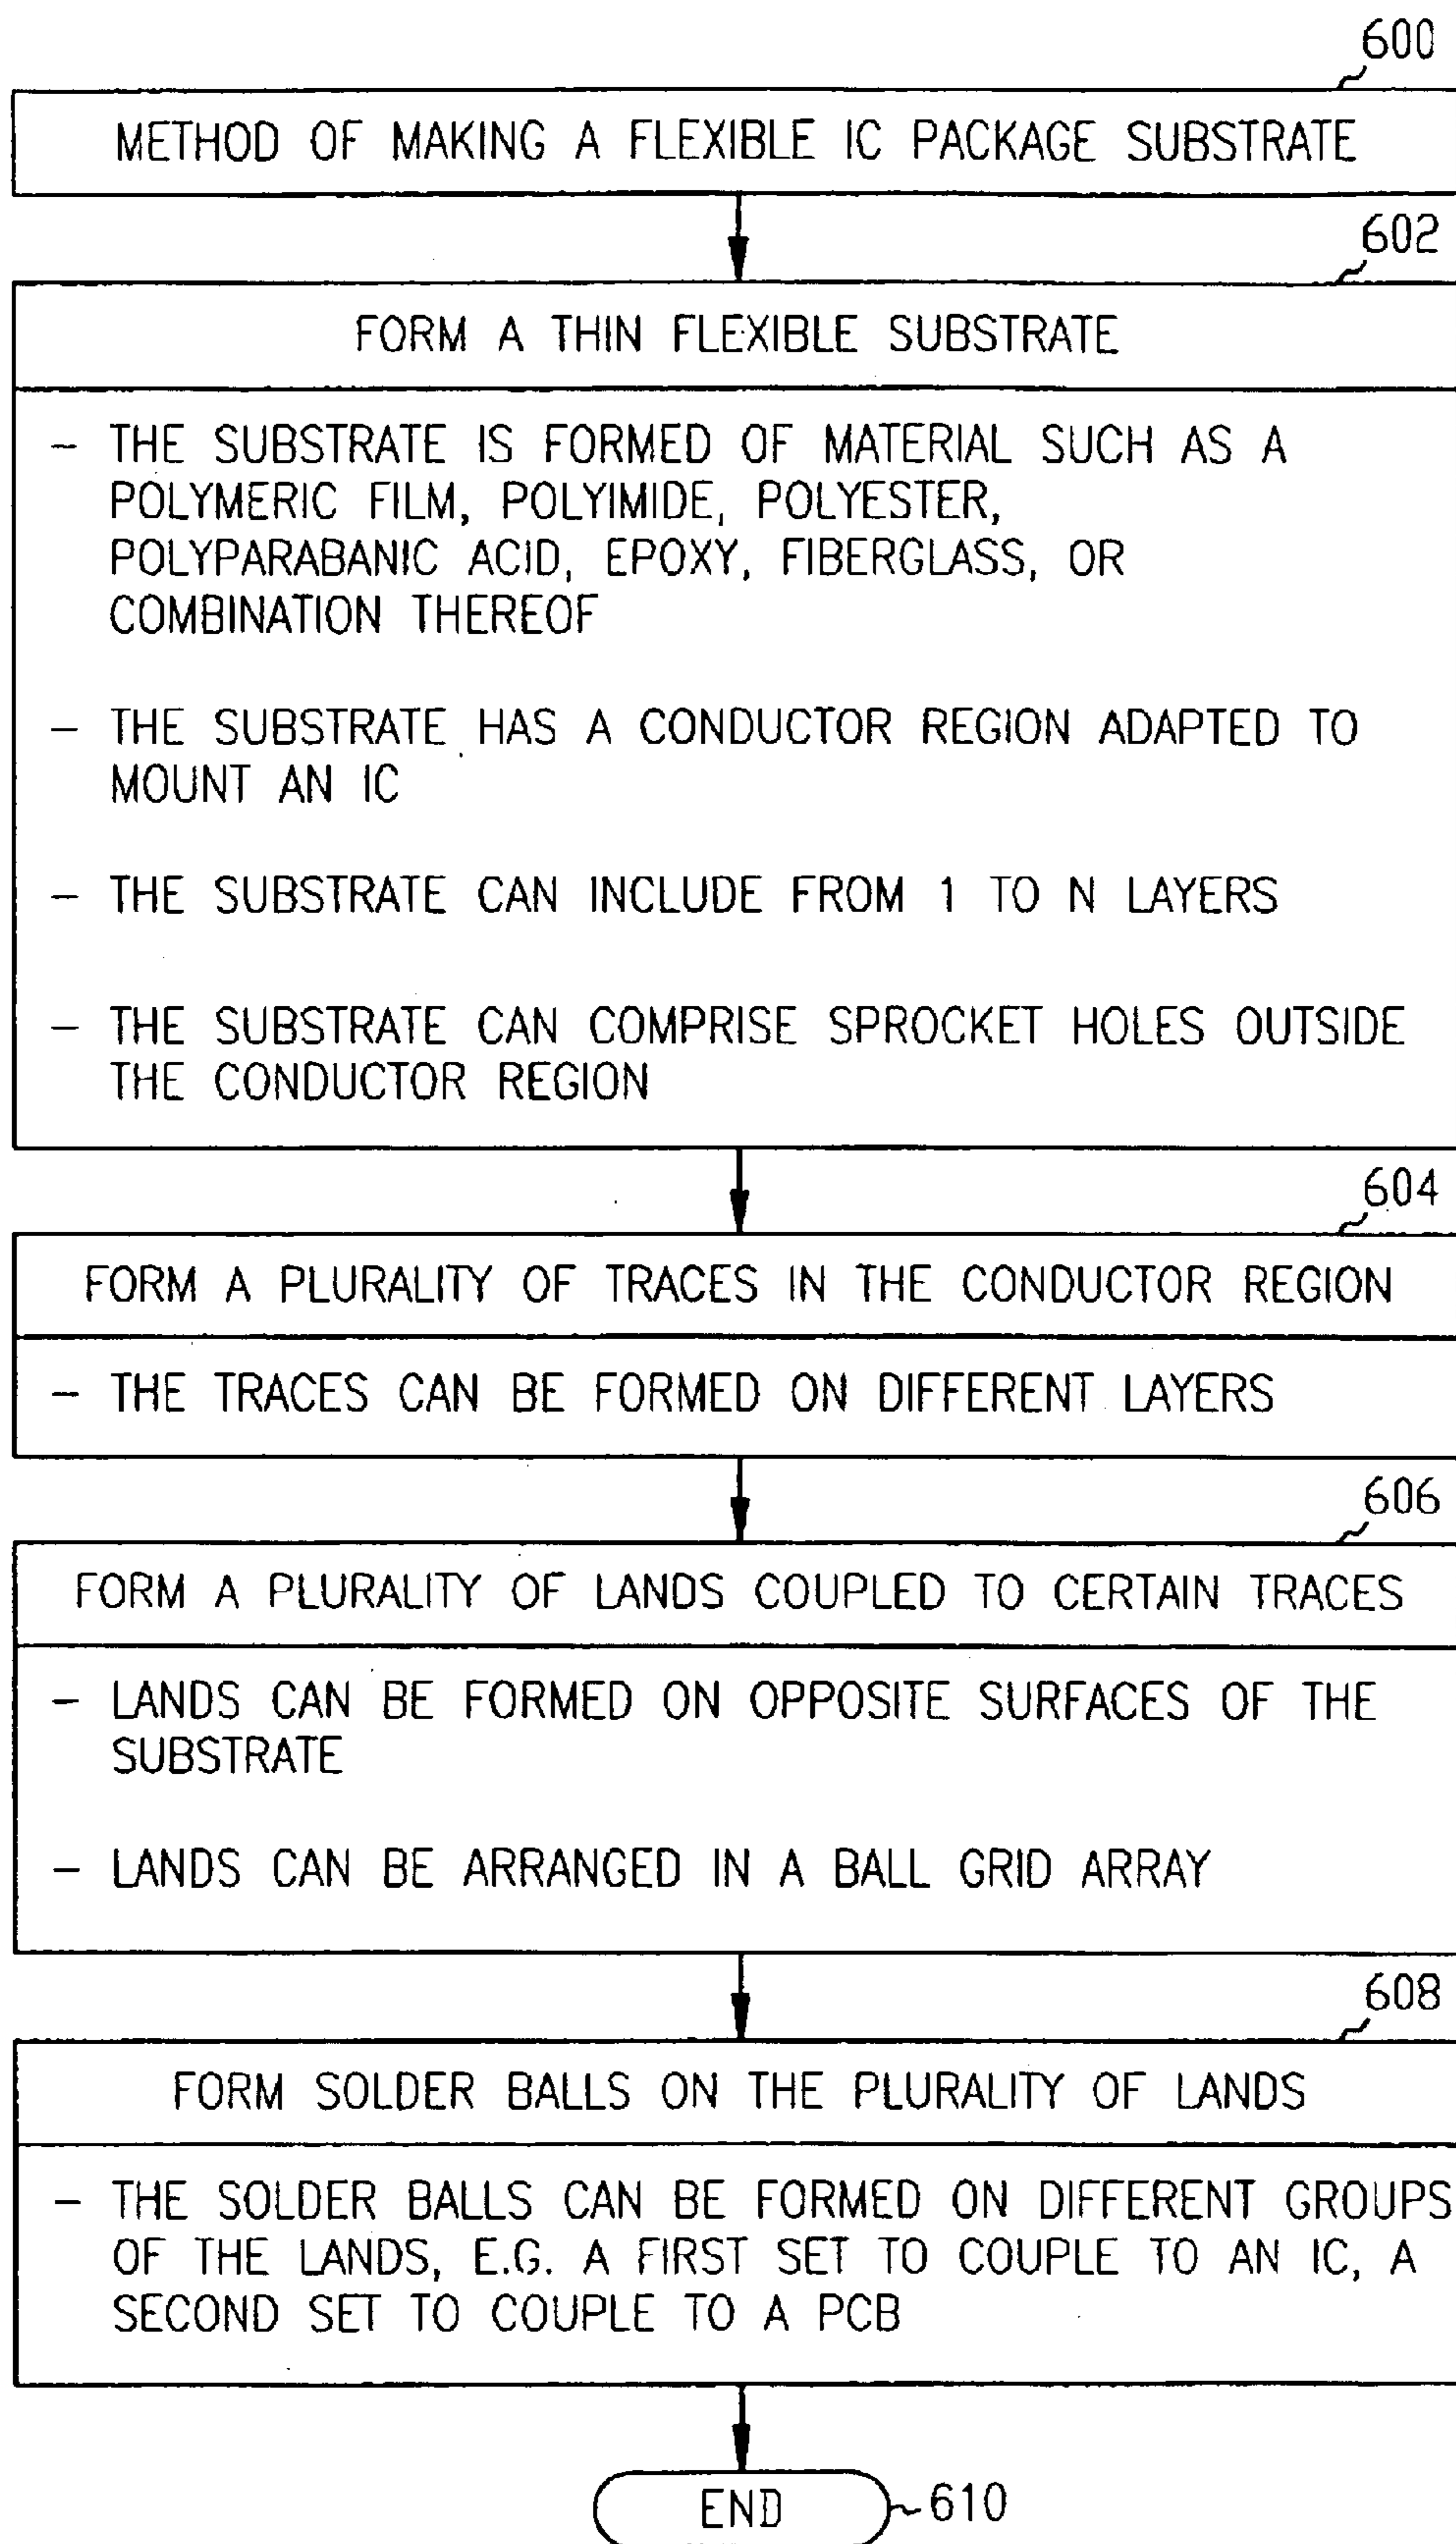 600
METHOD OF MAKING A FLEXIBLE IC PACKAGE SUBSTRATE
602
FORM A THIN FLEXIBLE SUBSTRATE
- THE SUBSTRATE IS FORMED OF MATERIAL SUCH AS A
POLYMERIC FILM, POLYIMIDE, POLYESTER,
POLYPARABANIC ACID, EPOXY, FIBERGLASS, OR
COMBINATION THEREOF
- THE SUBSTRATE HAS A CONDUCTOR REGION ADAPTED TO
MOUNT AN IC
- THE SUBSTRATE CAN INCLUDE FROM 1 TO N LAYERS
- THE SUBSTRATE CAN COMPRISE SPROCKET HOLES OUTSIDE
THE CONDUCTOR REGION
604
FORM A PLURALITY OF TRACES IN THE CONDUCTOR REGION
- THE TRACES CAN BE FORMED ON DIFFERENT LAYERS
606
FORM A PLURALITY OF LANDS COUPLED TO CERTAIN TRACES
- LANDS CAN BE FORMED ON OPPOSITE SURFACES OF THE
SUBSTRATE
- LANDS CAN BE ARRANGED IN A BALL GRID ARRAY
608
FORM SOLDER BALLS ON THE PLURALITY OF LANDS
- THE SOLDER BALLS CAN BE FORMED ON DIFFERENT GROUPS
OF THE LANDS, E.G. A FIRST SET TO COUPLE TO AN IC, A
SECOND SET TO COUPLE TO A PCB
END 610